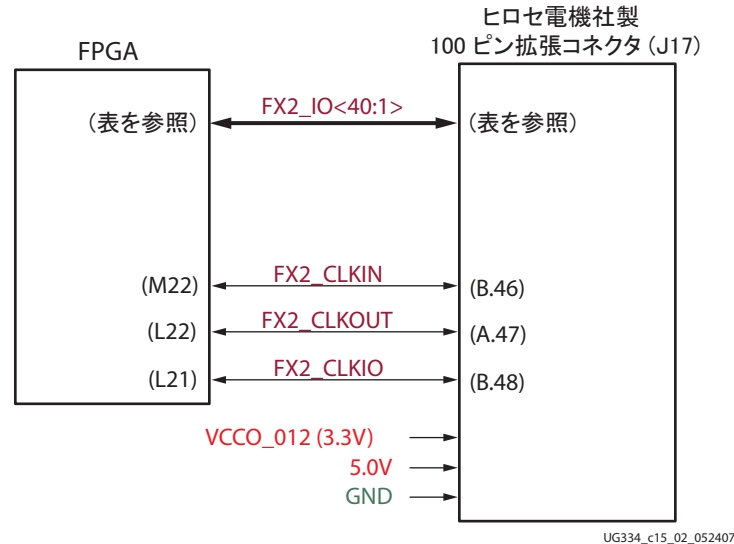 ヒロセ電機社製
100 ピン拡張コネクタ (J17)
FPGA
(表を参照)
FX2_IO<40:1>
(表を参照)
(M22)
FX2_CLKIN
(B.46)
(L22)
FX2_CLKOUT
(A.47)
(L21)
FX2_CLKIO
(B.48)
VCCO_012 (3.3V)
5.0V
GND
UG334_c15_02_052407